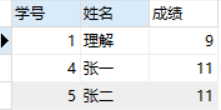 学号 姓名 成绩
1 理解 9
4 张一 11
5 张二 11